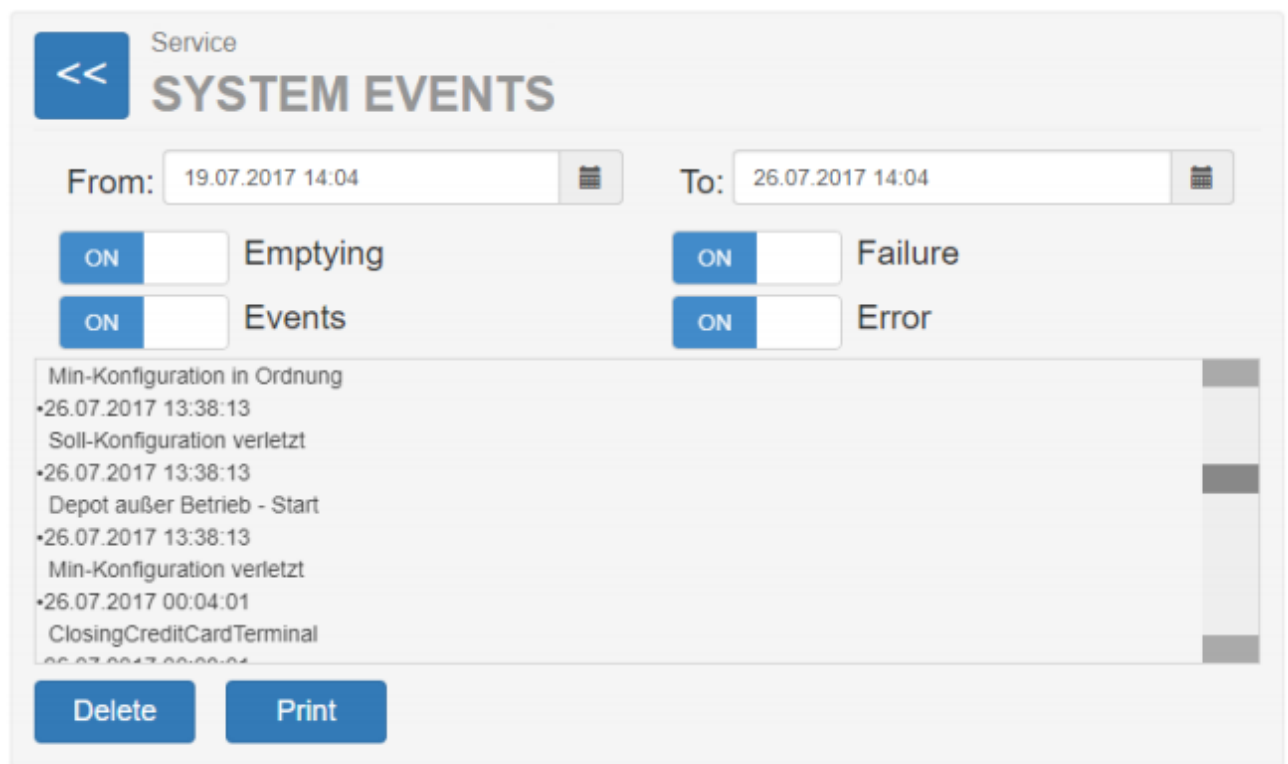 <<
Service
SYSTEM EVENTS
From: 19.07.2017 14:04 To: 26.07.2017 14:04
ON Emptying ON Failure
ON Events ON Error
Min-Konfiguration in Ordnung
•26.07.2017 13:38:13
Soll-Konfiguration verletzt
•26.07.2017 13:38:13
Depot außer Betrieb - Start
•26.07.2017 13:38:13
Min-Konfiguration verletzt
•26.07.2017 00:04:01
ClosingCreditCardTerminal
Delete Print